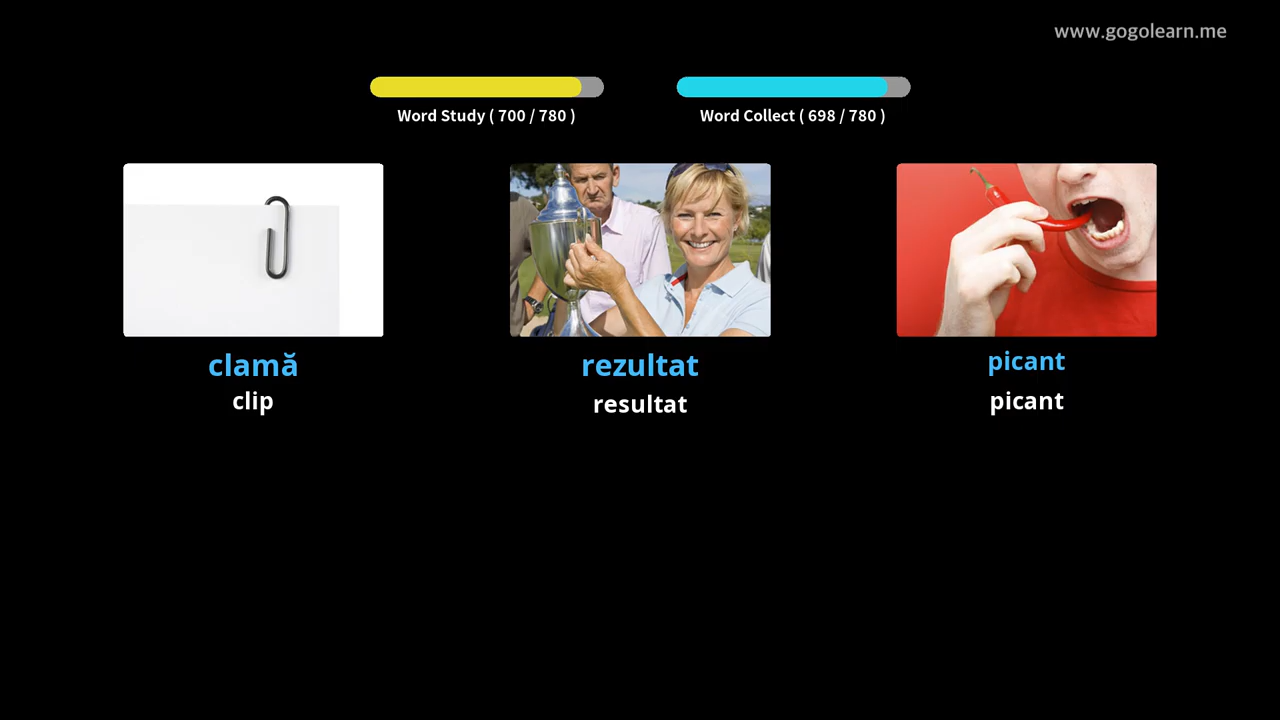 www.gogolearn.me
Word Study ( 700 / 780 )
Word Collect ( 698 / 780 )
clamă
clip
rezultat
resultat
picant
picant